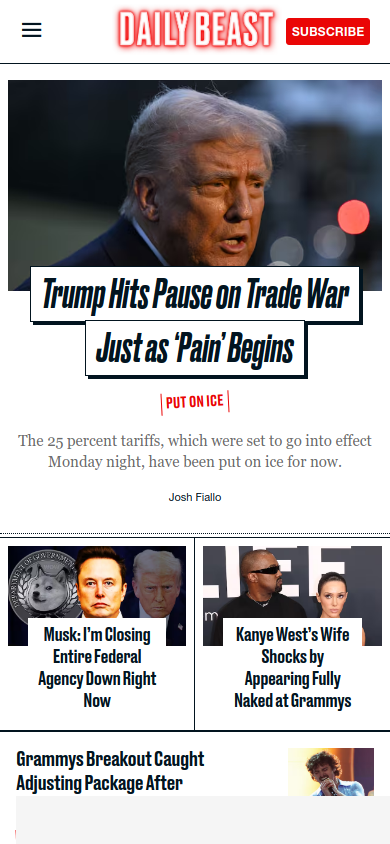 DAILY BEAST
SUBSCRIBE
Trump Hits Pause on Trade War
Just as ‘Pain’ Begins
PUT ON ICE
The 25 percent tariffs, which were set to go into effect
Monday night, have been put on ice for now.
Josh Fiallo
Musk: I’m Closing
Entire Federal
Agency Down Right
Now
Kanye West’s Wife
Shocks by
Appearing Fully
Naked at Grammys
Grammys Breakout Caught
Adjusting Package After